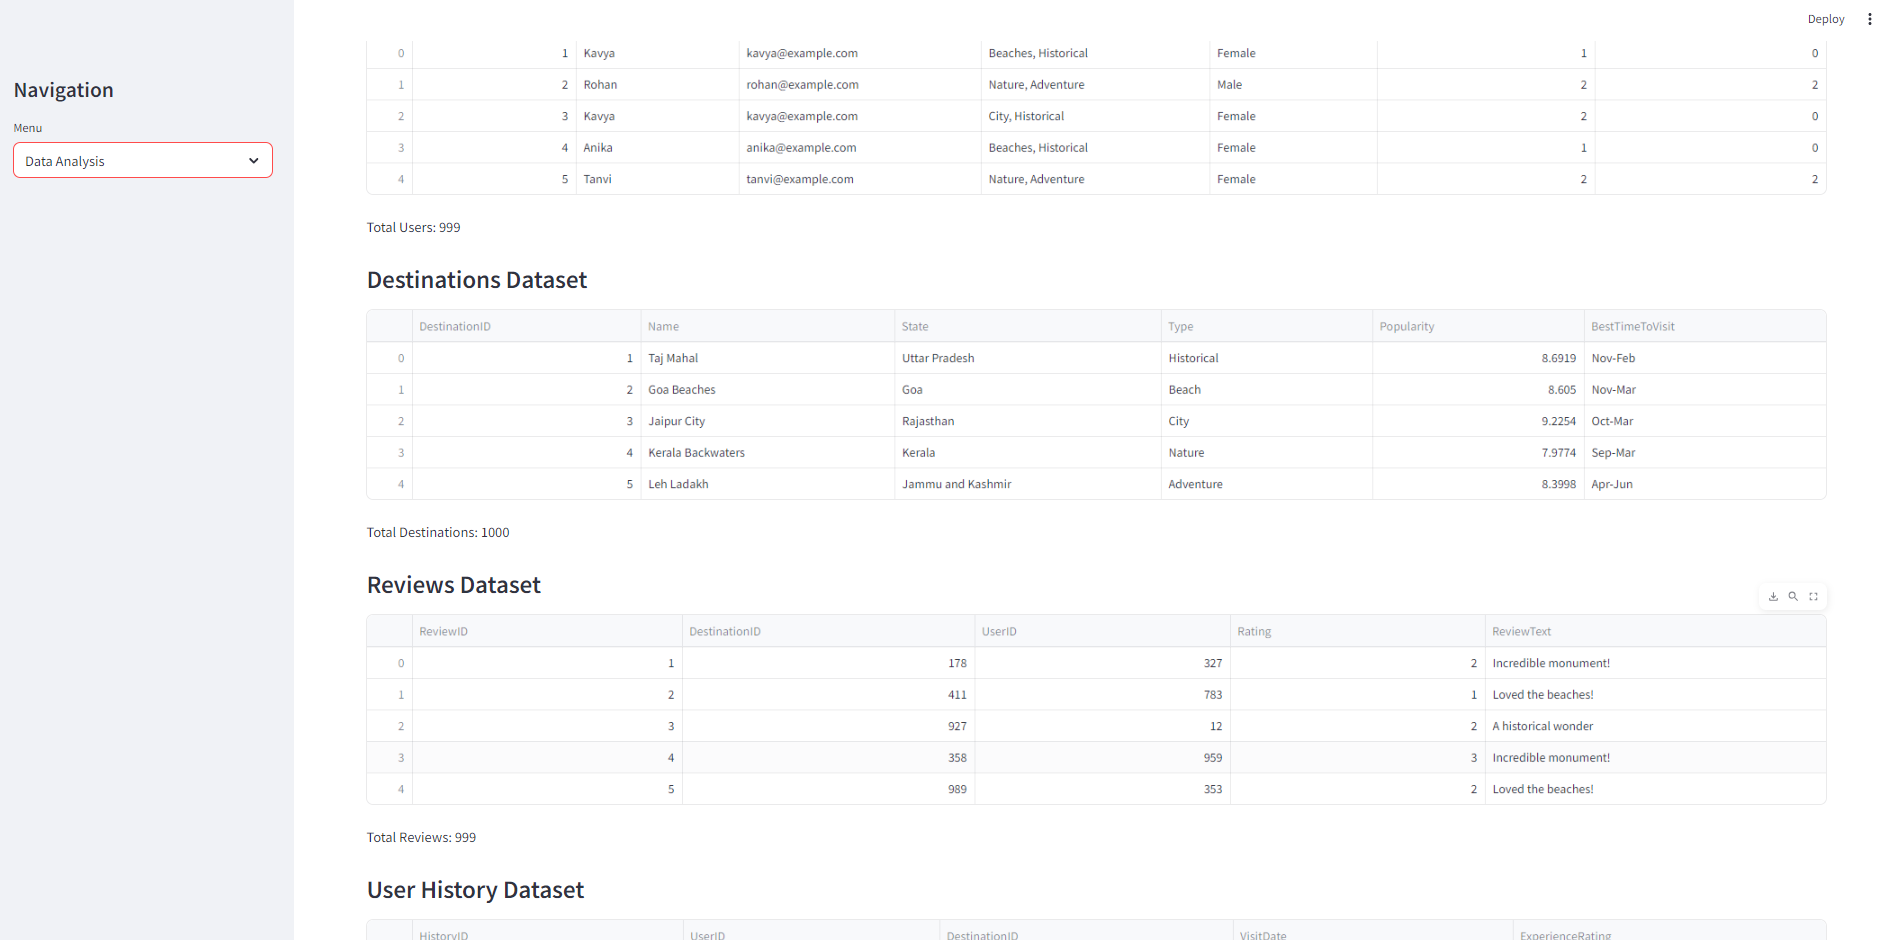 Deploy
Navigation
Menu
Data Analysis
0 1 Kavya kavya@example.com Beaches, Historical Female 1 0
1 2 Rohan rohan@example.com Nature, Adventure Male 2 2
2 3 Kavya kavya@example.com City, Historical Female 2 0
3 4 Anika anika@example.com Beaches, Historical Female 1 0
4 5 Tanvi tanvi@example.com Nature, Adventure Female 2 2
Total Users: 999
Destinations Dataset
DestinationID Name State Type Popularity BestTimeToVisit
0 1 Taj Mahal Uttar Pradesh Historical 8.6919 Nov-Feb
1 2 Goa Beaches Goa Beach 8.605 Nov-Mar
2 3 Jaipur City Rajasthan City 9.2254 Oct-Mar
3 4 Kerala Backwaters Kerala Nature 7.9774 Sep-Mar
4 5 Leh Ladakh Jammu and Kashmir Adventure 8.3998 Apr-Jun
Total Destinations: 1000
Reviews Dataset
ReviewID DestinationID UserID Rating ReviewText
0 1 178 327 2 Incredible monument!
1 2 411 783 1 Loved the beaches!
2 3 927 12 2 A historical wonder
3 4 358 959 3 Incredible monument!
4 5 989 353 2 Loved the beaches!
Total Reviews: 999
User History Dataset
HistoryID UserID DestinationID VisitDate ExperienceRating